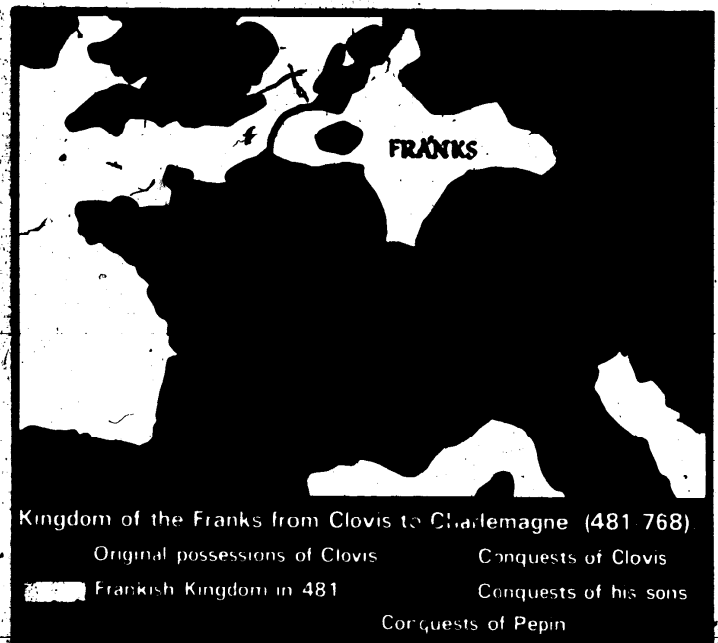 FRANKS
Kingdom of the Franks from Clovis to Charlemagne (481-768)
Original possessions of Clovis
Conquests of Clovis
Frankish Kingdom in 481
Conquests of his sons
Conquests of Pepin